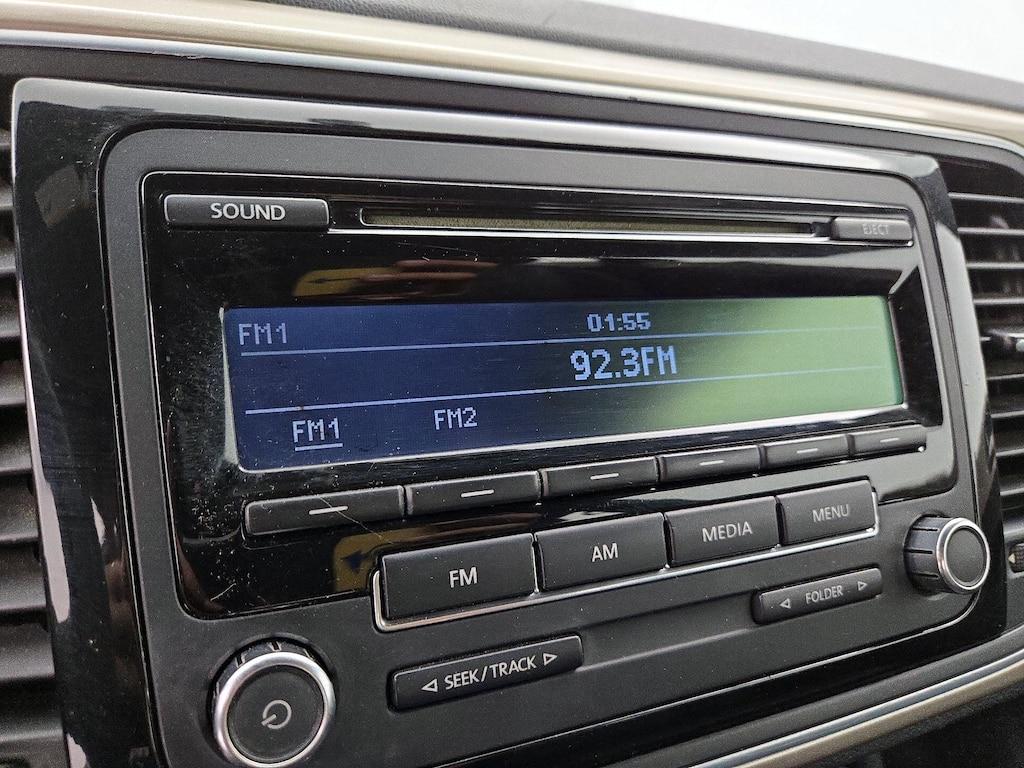 SOUND
EJECT
FM1
01:55
92.3FM
FM1
FM2
FM
AM
MEDIA
MENU
◁ SEEK/TRACK ▷
◁ FOLDER ▷